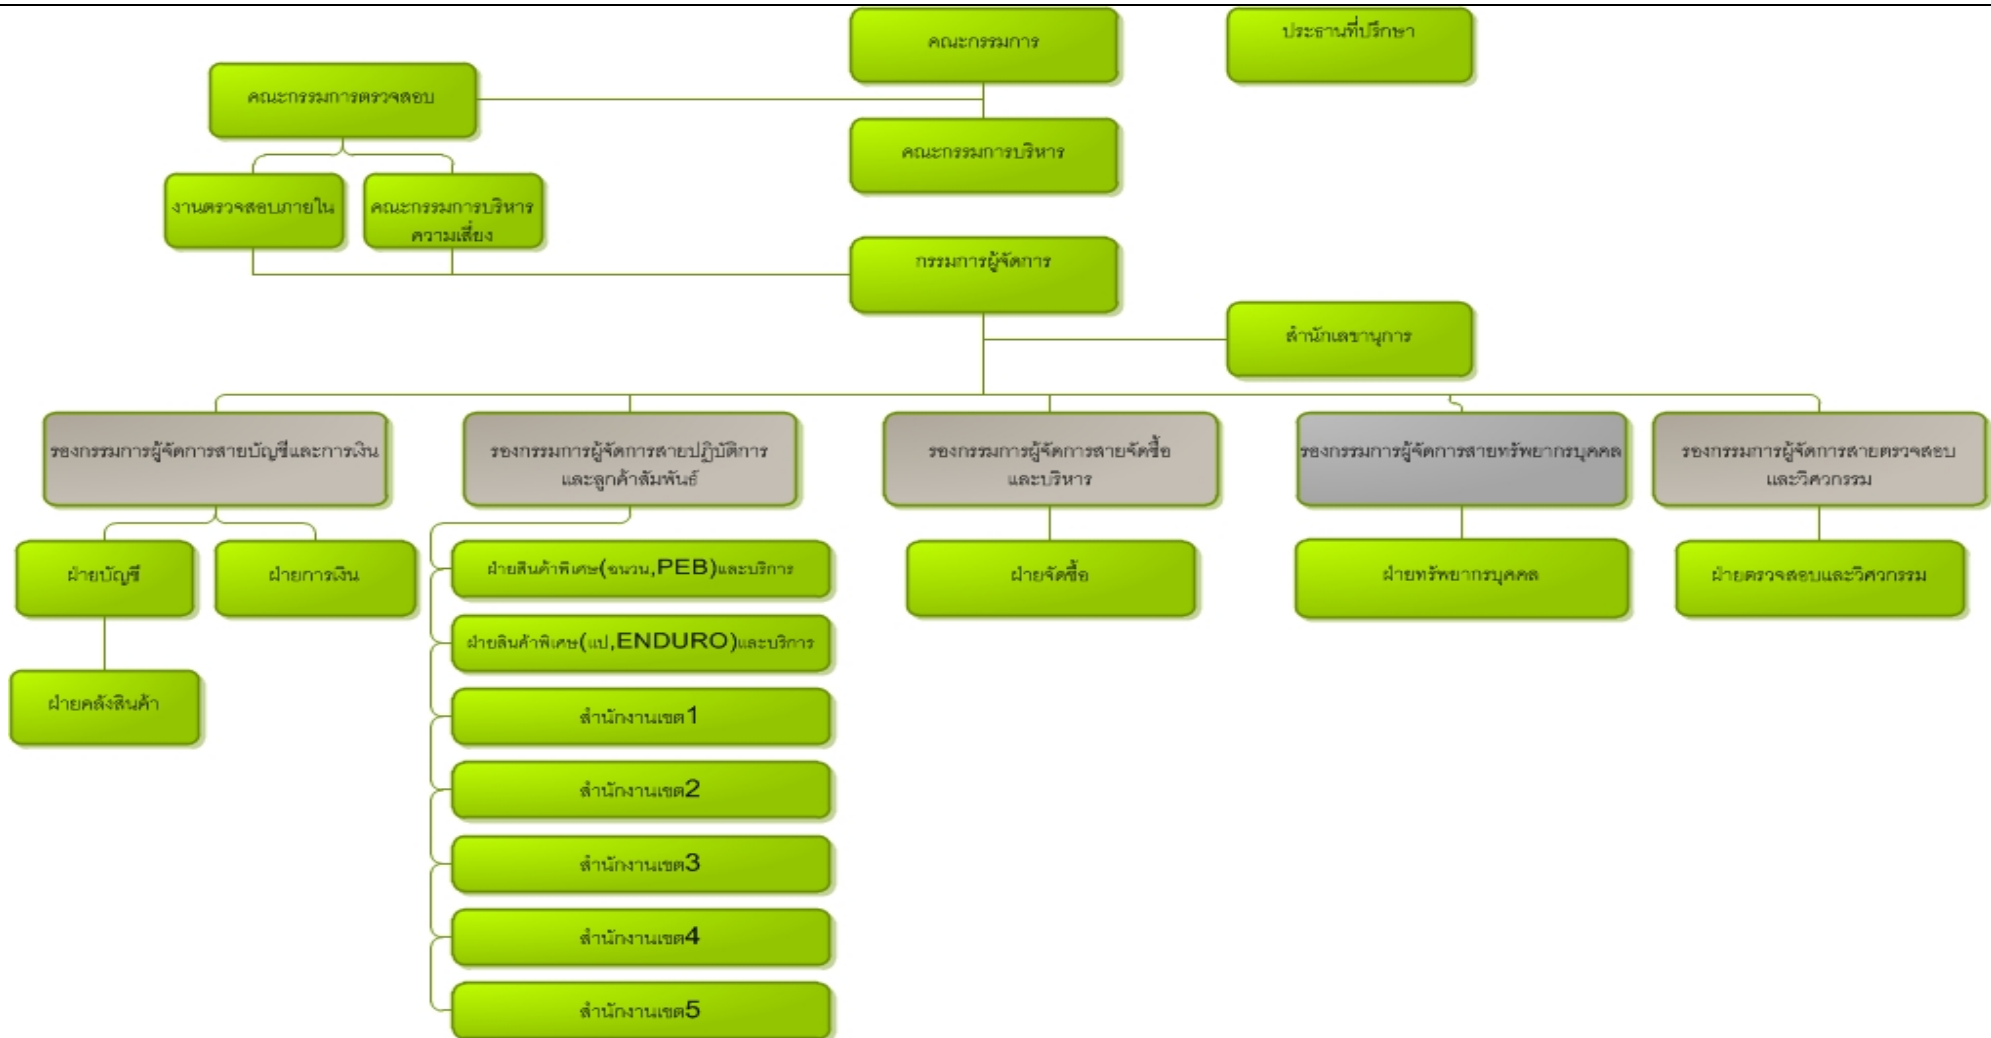 คณะกรรมการ
ประธานที่ปรึกษา
คณะกรรมการตรวจสอบ
คณะกรรมการบริหาร
งานตรวจสอบภายใน
คณะกรรมการบริหาร
ความเสี่ยง
กรรมการผู้จัดการ
สำนักเลขานุการ
รองกรรมการผู้จัดการสายบัญชีและการเงิน
รองกรรมการผู้จัดการสายปฏิบัติการ
และลูกค้าสัมพันธ์
รองกรรมการผู้จัดการสายจัดซื้อ
และบริหาร
รองกรรมการผู้จัดการสายทรัพยากรบุคคล
รองกรรมการผู้จัดการสายตรวจสอบ
และวิศวกรรม
ฝ่ายบัญชี
ฝ่ายการเงิน
ฝ่ายสินค้าพิเศษ(ฉนวน,PEB)และบริการ
ฝ่ายจัดซื้อ
ฝ่ายทรัพยากรบุคคล
ฝ่ายตรวจสอบและวิศวกรรม
ฝ่ายสินค้าพิเศษ(แป,ENDURO)และบริการ
ฝ่ายคลังสินค้า
สำนักงานเขต1
สำนักงานเขต2
สำนักงานเขต3
สำนักงานเขต4
สำนักงานเขต5